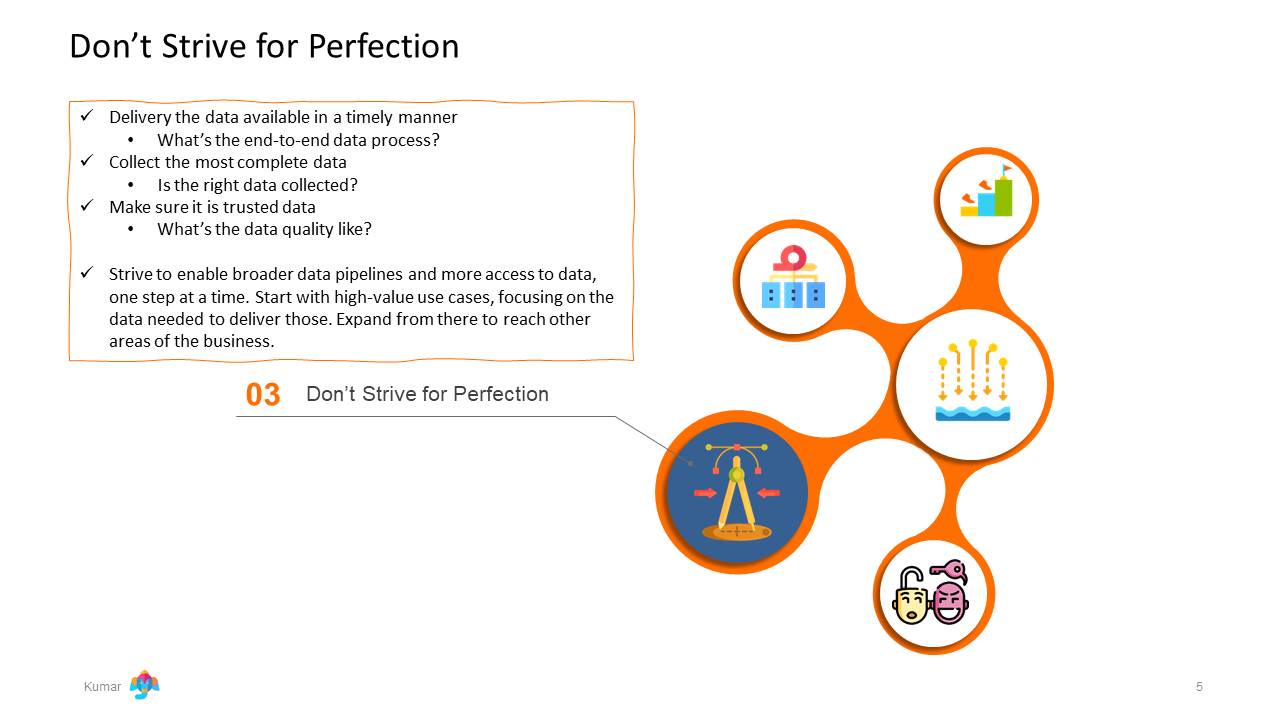 Don’t Strive for Perfection
✓ Delivery the data available in a timely manner
• What’s the end-to-end data process?
✓ Collect the most complete data
• Is the right data collected?
✓ Make sure it is trusted data
• What’s the data quality like?
✓ Strive to enable broader data pipelines and more access to data,
one step at a time. Start with high-value use cases, focusing on the
data needed to deliver those. Expand from there to reach other
areas of the business.
03 Don’t Strive for Perfection
Kumar
5